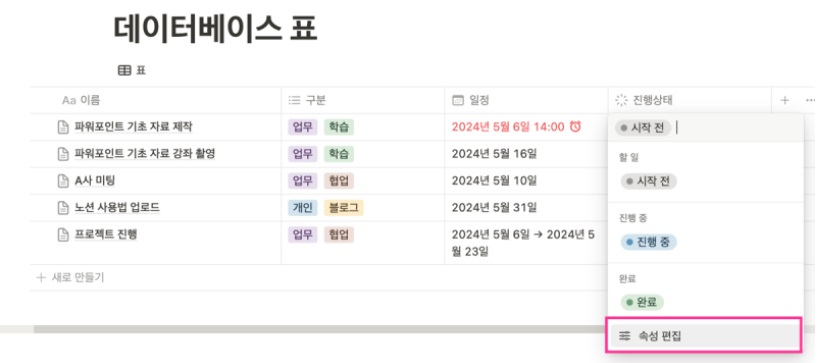 데이터베이스 표
표
Aa 이름 구분 일정 진행상태 + ...
파워포인트 기초 자료 제작 업무 학습 2024년 5월 6일 14:00 시작 전
파워포인트 기초 자료 강좌 촬영 업무 학습 2024년 5월 16일
할 일
A사 미팅 업무 협업 2024년 5월 10일 시작 전
노션 사용법 업로드 개인 블로그 2024년 5월 31일
진행 중
프로젝트 진행 업무 협업 2024년 5월 6일 → 2024년 5
월 23일
진행 중
+ 새로 만들기
완료
완료
속성 편집